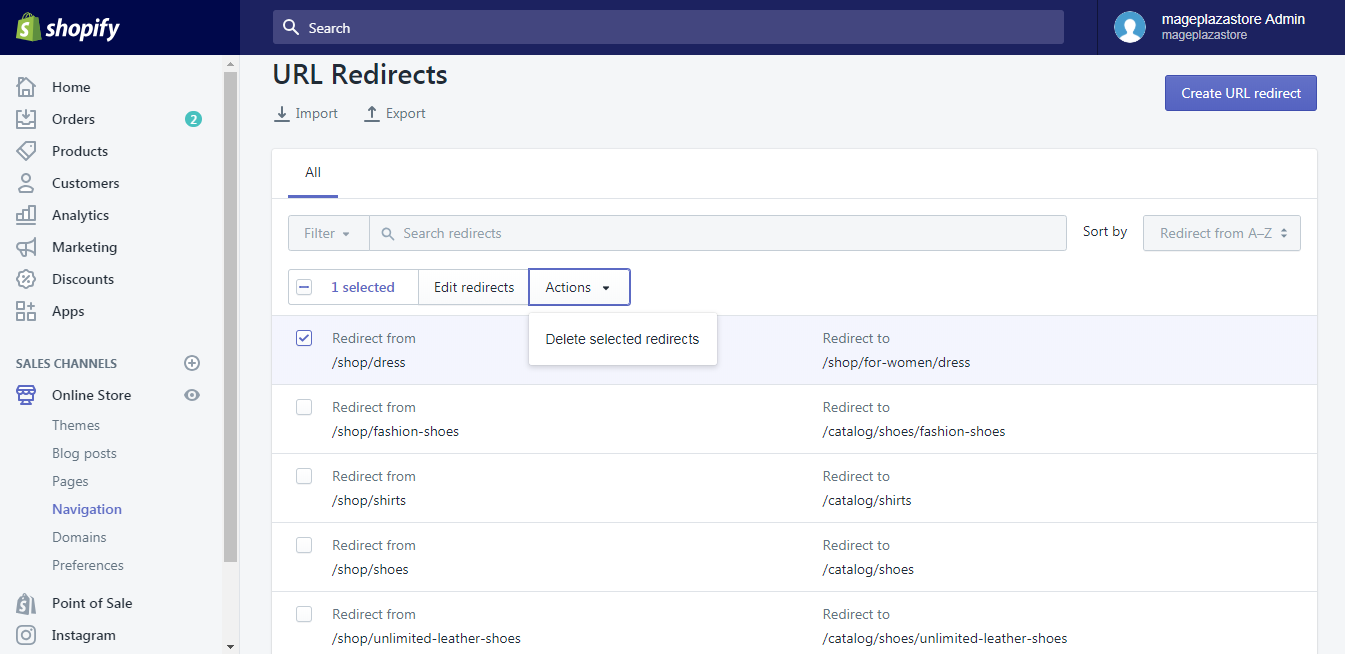 shopify
Search
mageplazastore Admin
mageplazastore
Home
Orders 2
Products
Customers
Analytics
Marketing
Discounts
Apps
SALES CHANNELS
Online Store
Themes
Blog posts
Pages
Navigation
Domains
Preferences
Point of Sale
Instagram
URL Redirects
Import Export
Create URL redirect
All
Filter Search redirects Sort by Redirect from A–Z
1 selected Edit redirects Actions
Delete selected redirects
Redirect from Redirect to
/shop/dress /shop/for-women/dress
Redirect from Redirect to
/shop/fashion-shoes /catalog/shoes/fashion-shoes
Redirect from Redirect to
/shop/shirts /catalog/shirts
Redirect from Redirect to
/shop/shoes /catalog/shoes
Redirect from Redirect to
/shop/unlimited-leather-shoes /catalog/shoes/unlimited-leather-shoes